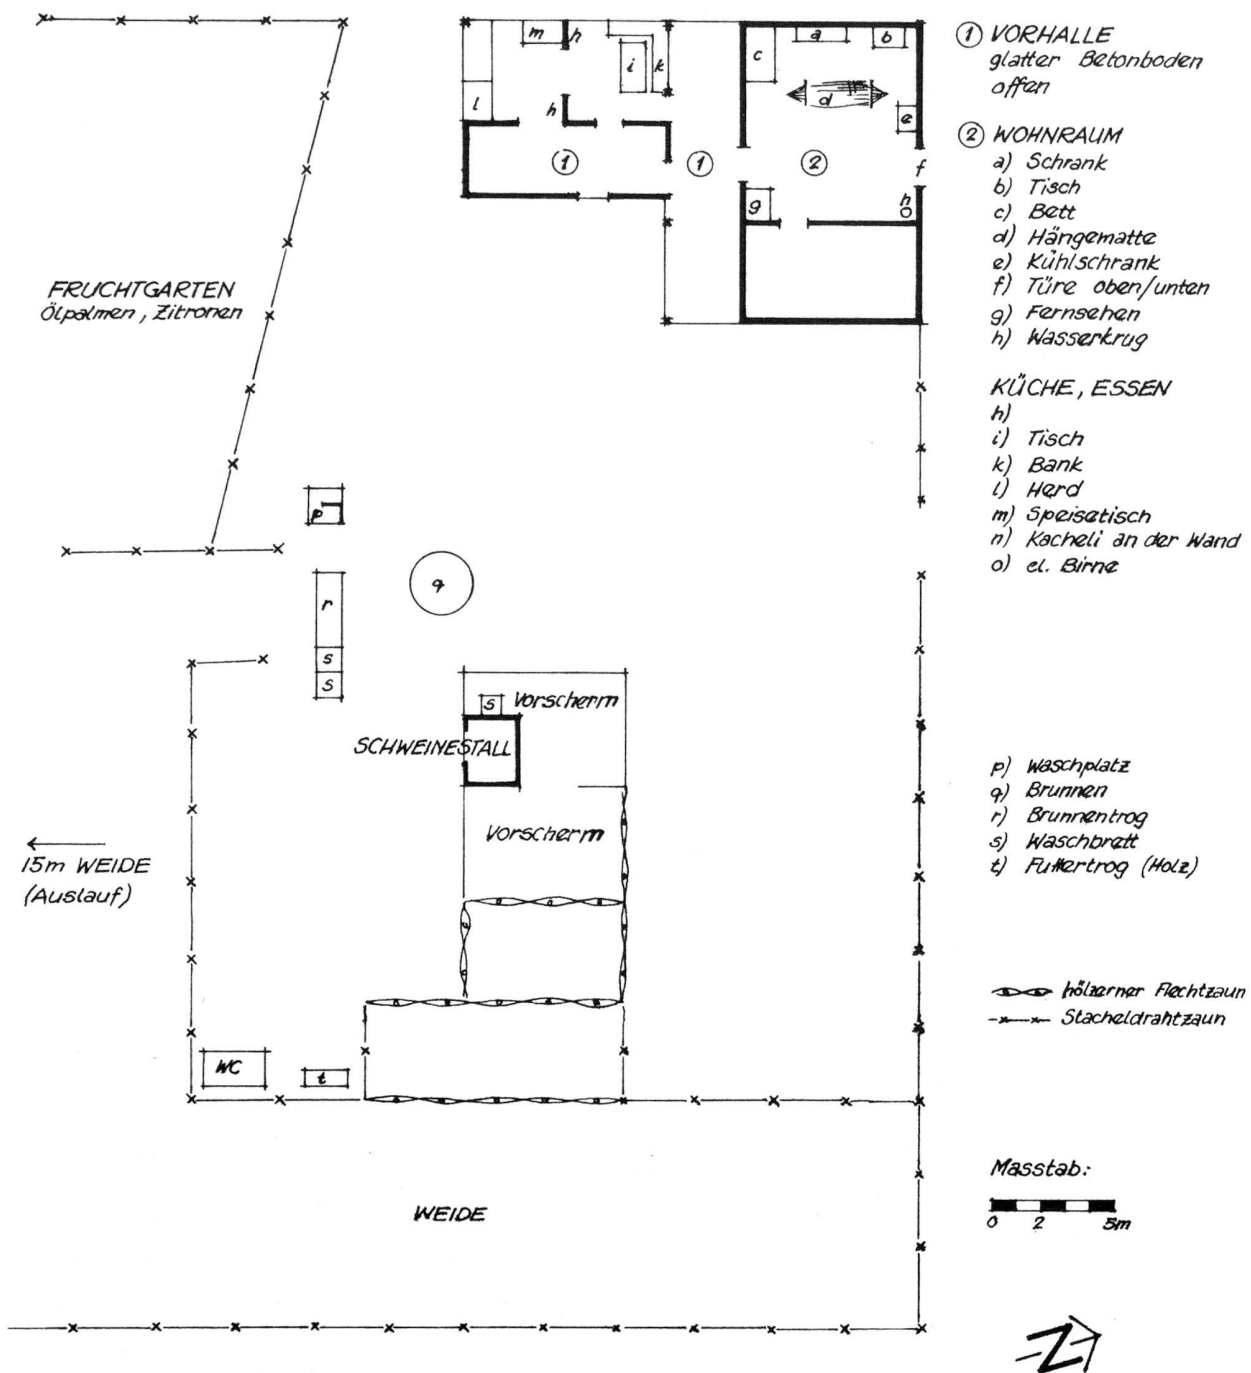 m
h
i
k
l
h
1
1
a
b
c
d
e
2
f
g
h
FRUCHTGARTEN
Ölpalmen, Zitronen
p
q
r
s
s
s
Vorscherm
SCHWEINESTALL
Vorscherm
15m WEIDE
(Auslauf)
WC
t
WEIDE
1 VORHALLE
glatter Betonboden
offen
2 WOHNRAUM
a) Schrank
b) Tisch
c) Bett
d) Hängematte
e) Kühlschrank
f) Türe oben/unten
g) Fernsehen
h) Wasserkrug
KÜCHE, ESSEN
h)
i) Tisch
k) Bank
l) Herd
m) Speisetisch
n) Kacheli an der Wand
o) el. Birne
p) Waschplatz
q) Brunnen
r) Brunnentrog
s) Waschbrett
t) Futtertrog (Holz)
hölzerner Flechtzaun
Stacheldrahtzaun
Masstab:
0 2 5m
N